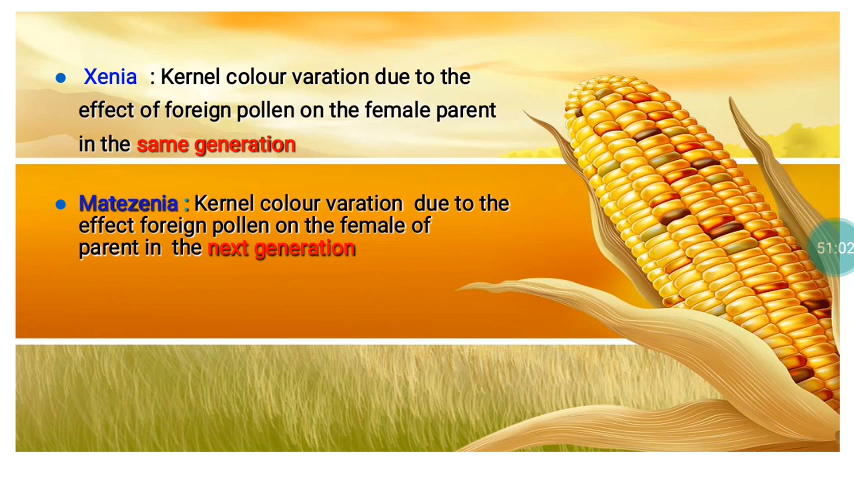 • Xenia : Kernel colour varation due to the
effect of foreign pollen on the female parent
in the same generation
• Matezenia : Kernel colour varation due to the
effect foreign pollen on the female of
parent in the next generation
51:02